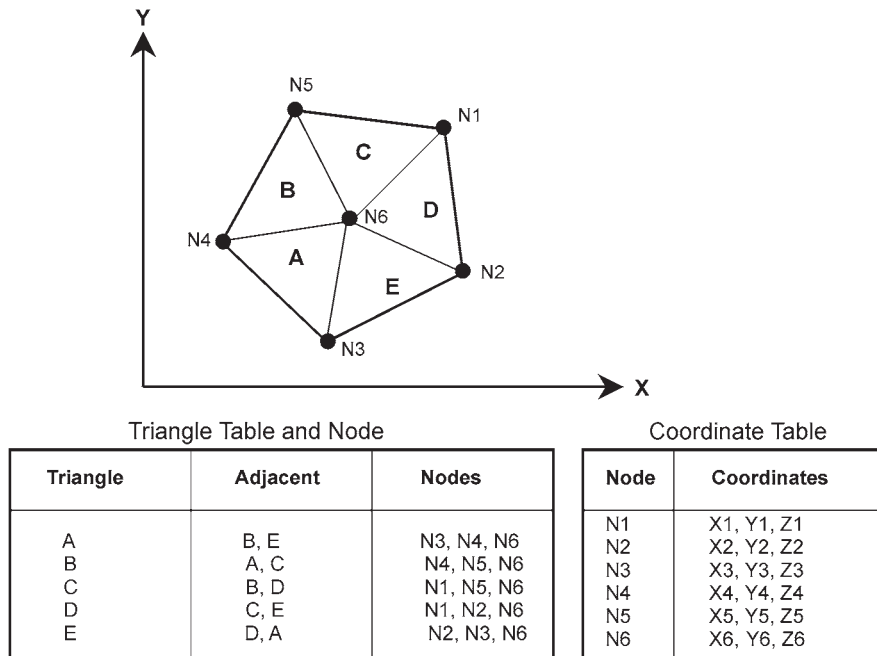 Y
N5
N1
C
B
D
N6
N4
A
N2
E
N3
X
Triangle Table and Node
Triangle Adjacent Nodes
A B, E N3, N4, N6
B A, C N4, N5, N6
C B, D N1, N5, N6
D C, E N1, N2, N6
E D, A N2, N3, N6
Coordinate Table
Node Coordinates
N1 X1, Y1, Z1
N2 X2, Y2, Z2
N3 X3, Y3, Z3
N4 X4, Y4, Z4
N5 X5, Y5, Z5
N6 X6, Y6, Z6